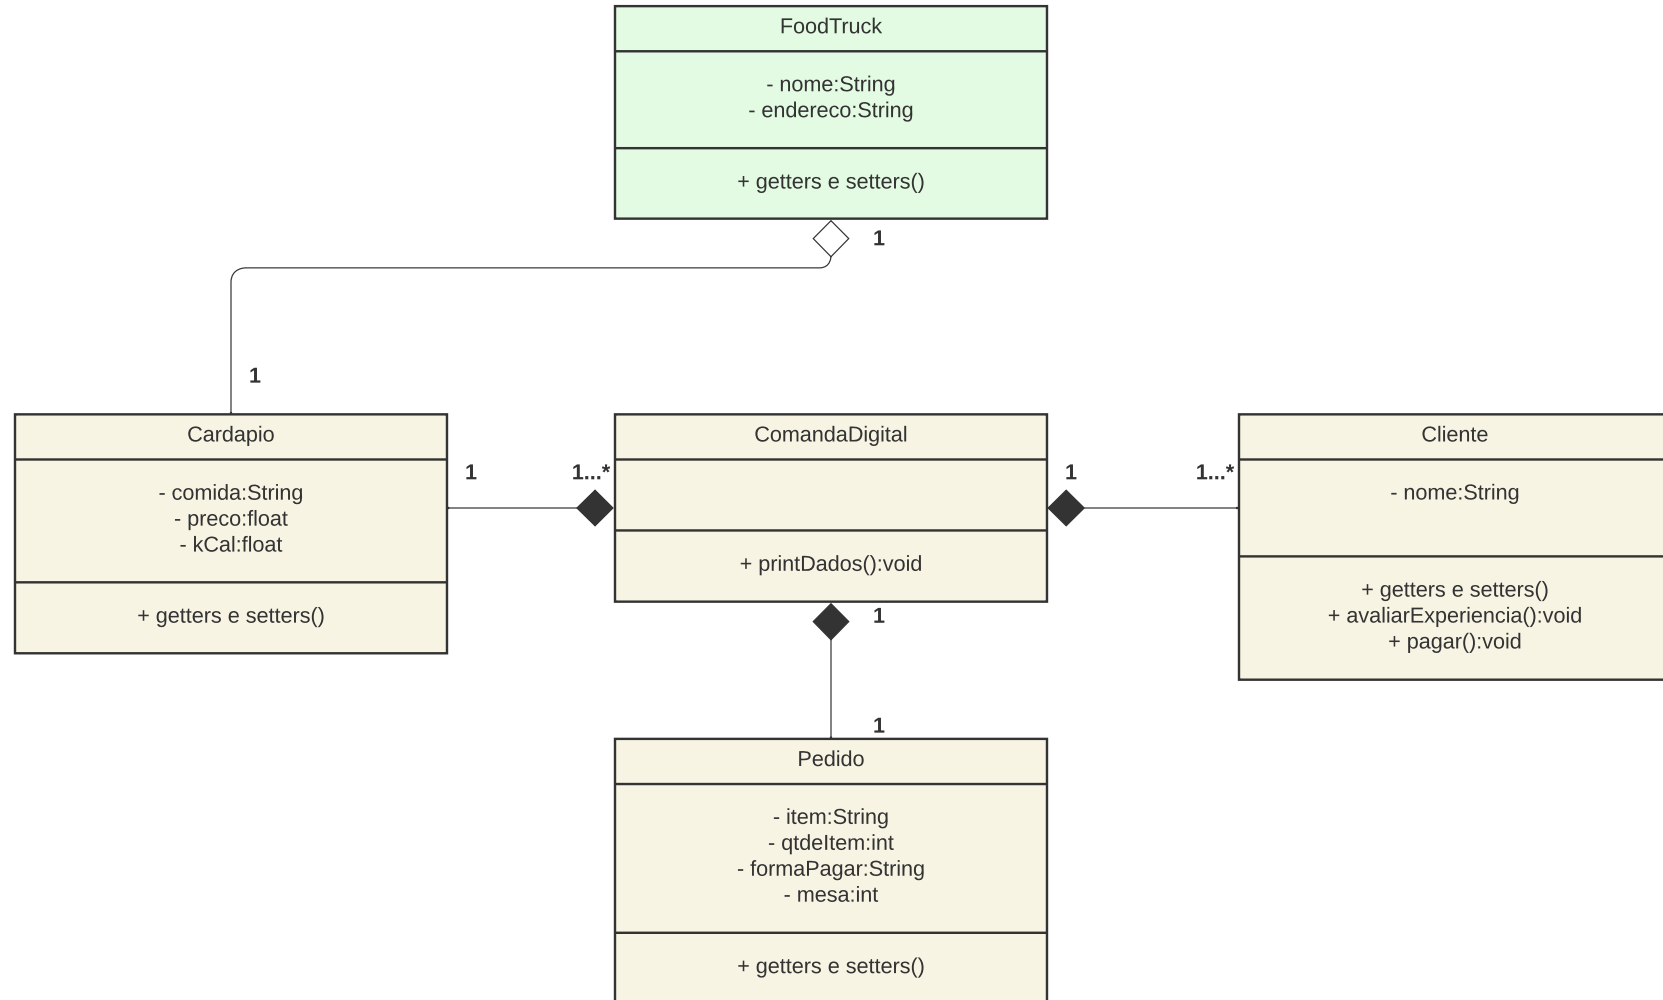 FoodTruck
- nome:String
- endereco:String
+ getters e setters()
1
1
Cardapio
- comida:String
- preco:float
- kCal:float
+ getters e setters()
1
1...*
ComandaDigital
+ printDados():void
1
1...*
Cliente
- nome:String
+ getters e setters()
+ avaliarExperiencia():void
+ pagar():void
1
1
Pedido
- item:String
- qtdeItem:int
- formaPagar:String
- mesa:int
+ getters e setters()